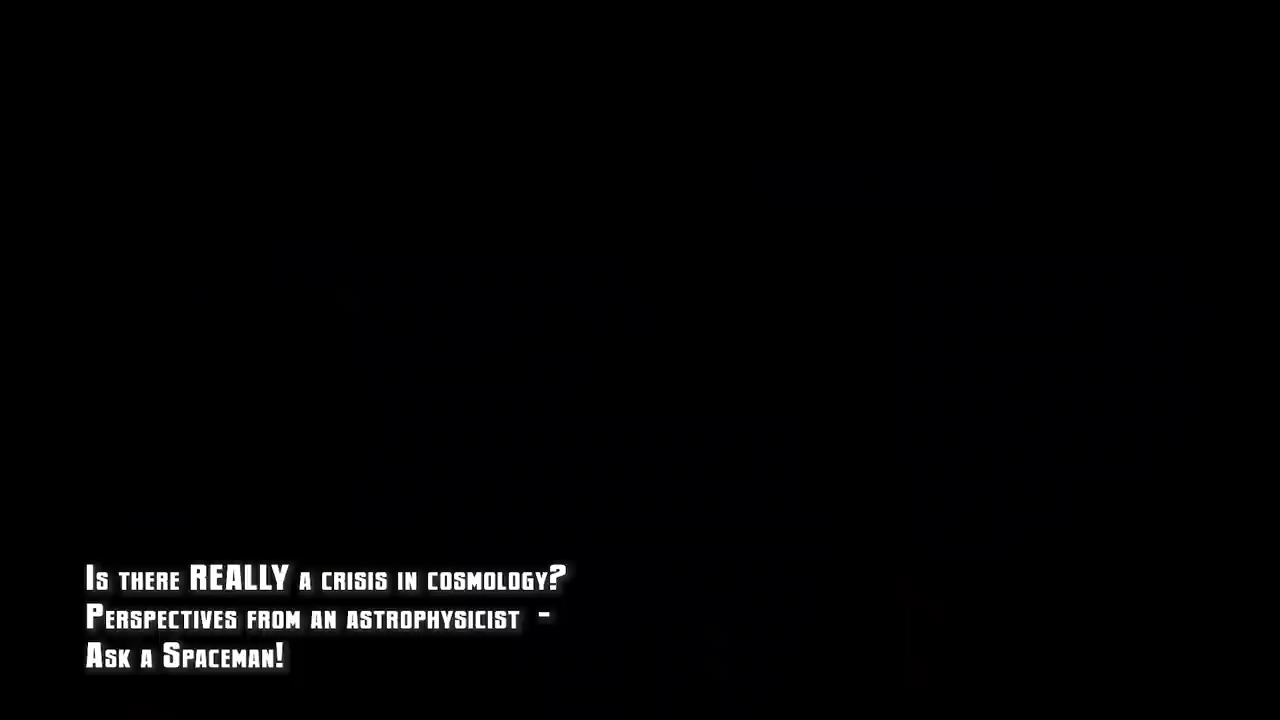 Is there REALLY a crisis in cosmology?
Perspectives from an astrophysicist -
Ask a Spaceman!